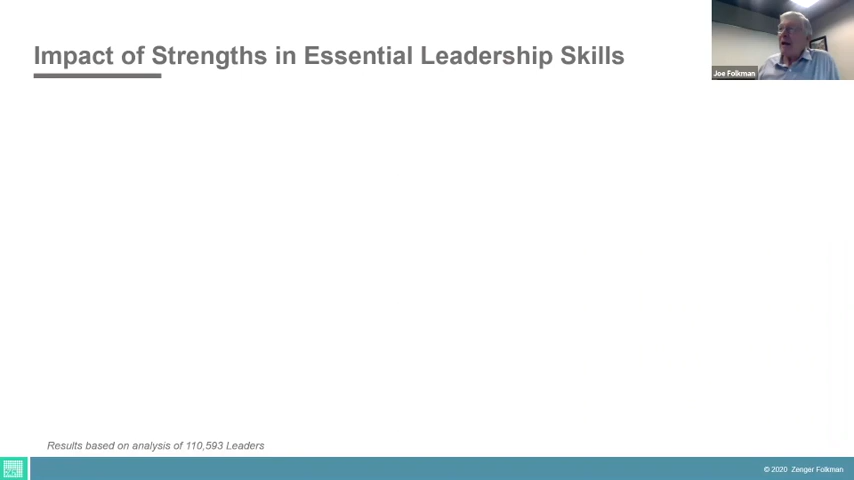 Impact of Strengths in Essential Leadership Skills
Joe Folkman
Results based on analysis of 110,593 Leaders
© 2020 Zenger Folkman